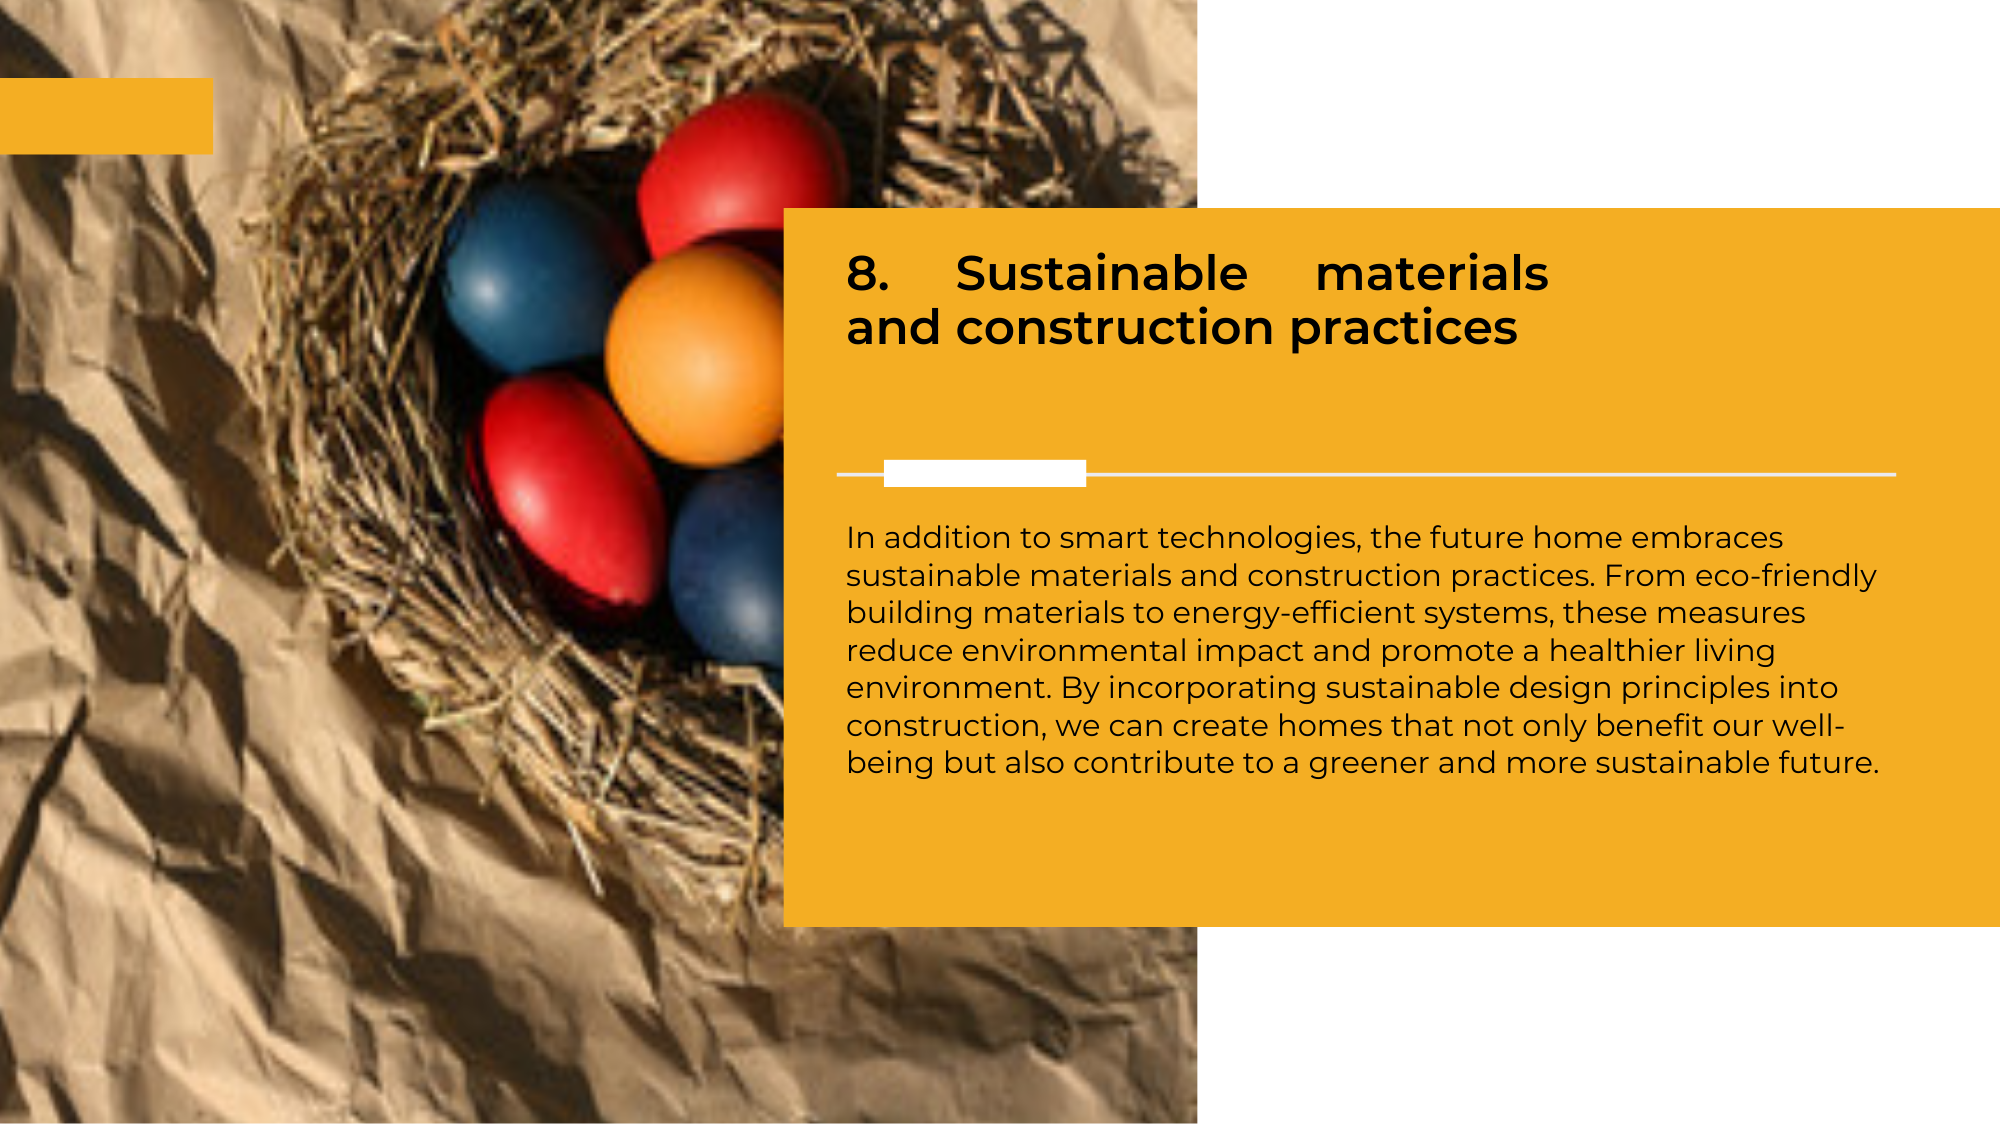 8. Sustainable materials
and construction practices
In addition to smart technologies, the future home embraces
sustainable materials and construction practices. From eco-friendly
building materials to energy-efficient systems, these measures
reduce environmental impact and promote a healthier living
environment. By incorporating sustainable design principles into
construction, we can create homes that not only benefit our well-
being but also contribute to a greener and more sustainable future.